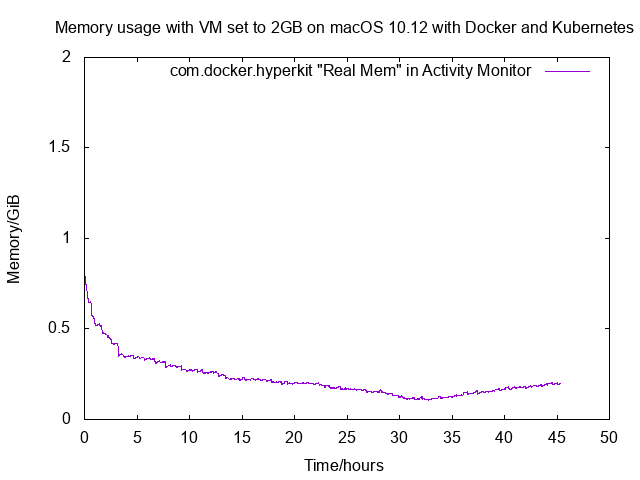 Memory usage with VM set to 2GB on macOS 10.12 with Docker and Kubernetes
2
com.docker.hyperkit "Real Mem" in Activity Monitor
1.5
1
Memory/GiB
0.5
0
0 5 10 15 20 25 30 35 40 45 50
Time/hours